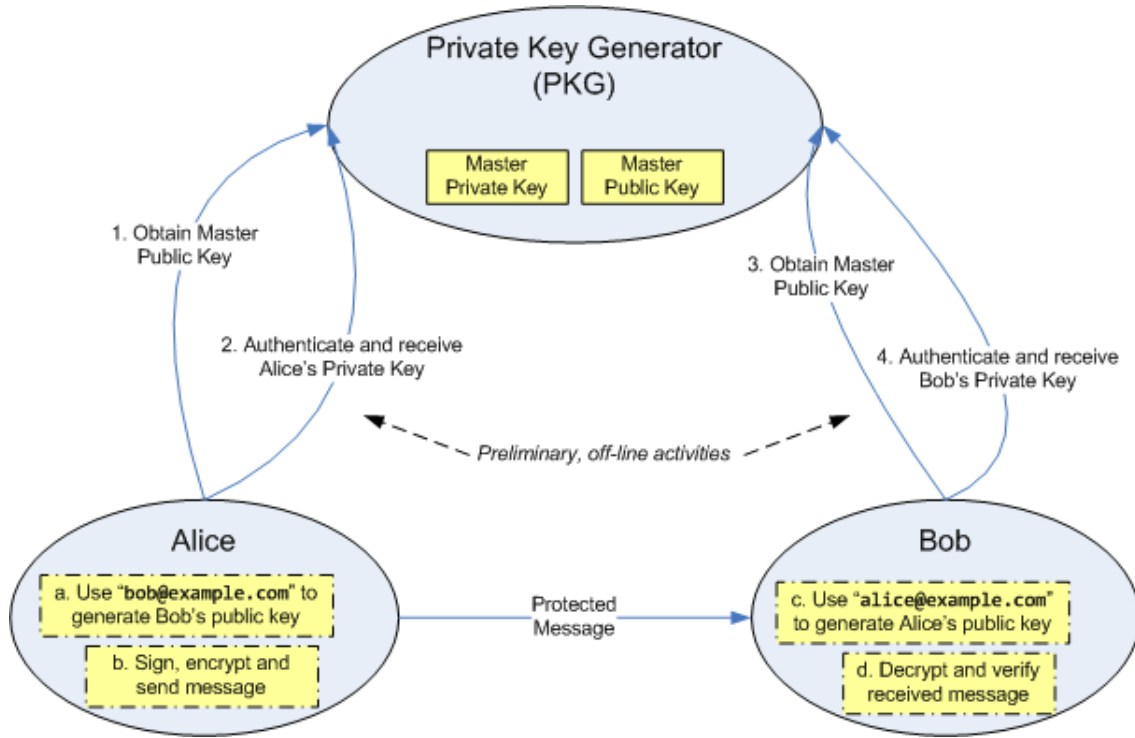 Private Key Generator
(PKG)
Master
Private Key
Master
Public Key
1. Obtain Master
Public Key
2. Authenticate and receive
Alice's Private Key
3. Obtain Master
Public Key
4. Authenticate and receive
Bob's Private Key
Preliminary, off-line activities
Alice
a. Use “bob@example.com” to
generate Bob's public key
b. Sign, encrypt and
send message
Protected
Message
Bob
c. Use “alice@example.com”
to generate Alice's public key
d. Decrypt and verify
received message